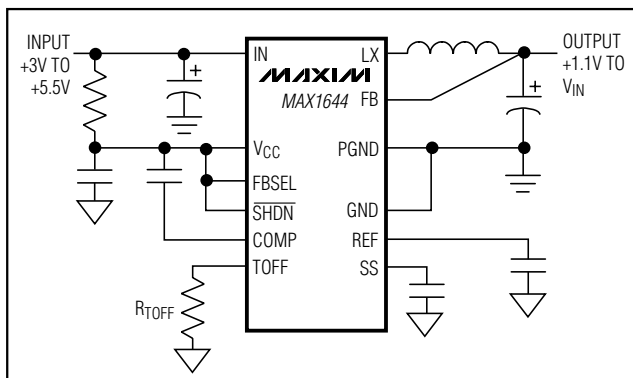 INPUT
+3V TO
+5.5V
IN
LX
OUTPUT
+1.1V TO
VIN
+
+
MAXIM
MAX1644
FB
VCC
PGND
FBSEL
SHDN
GND
COMP
REF
TOFF
SS
RTOFF